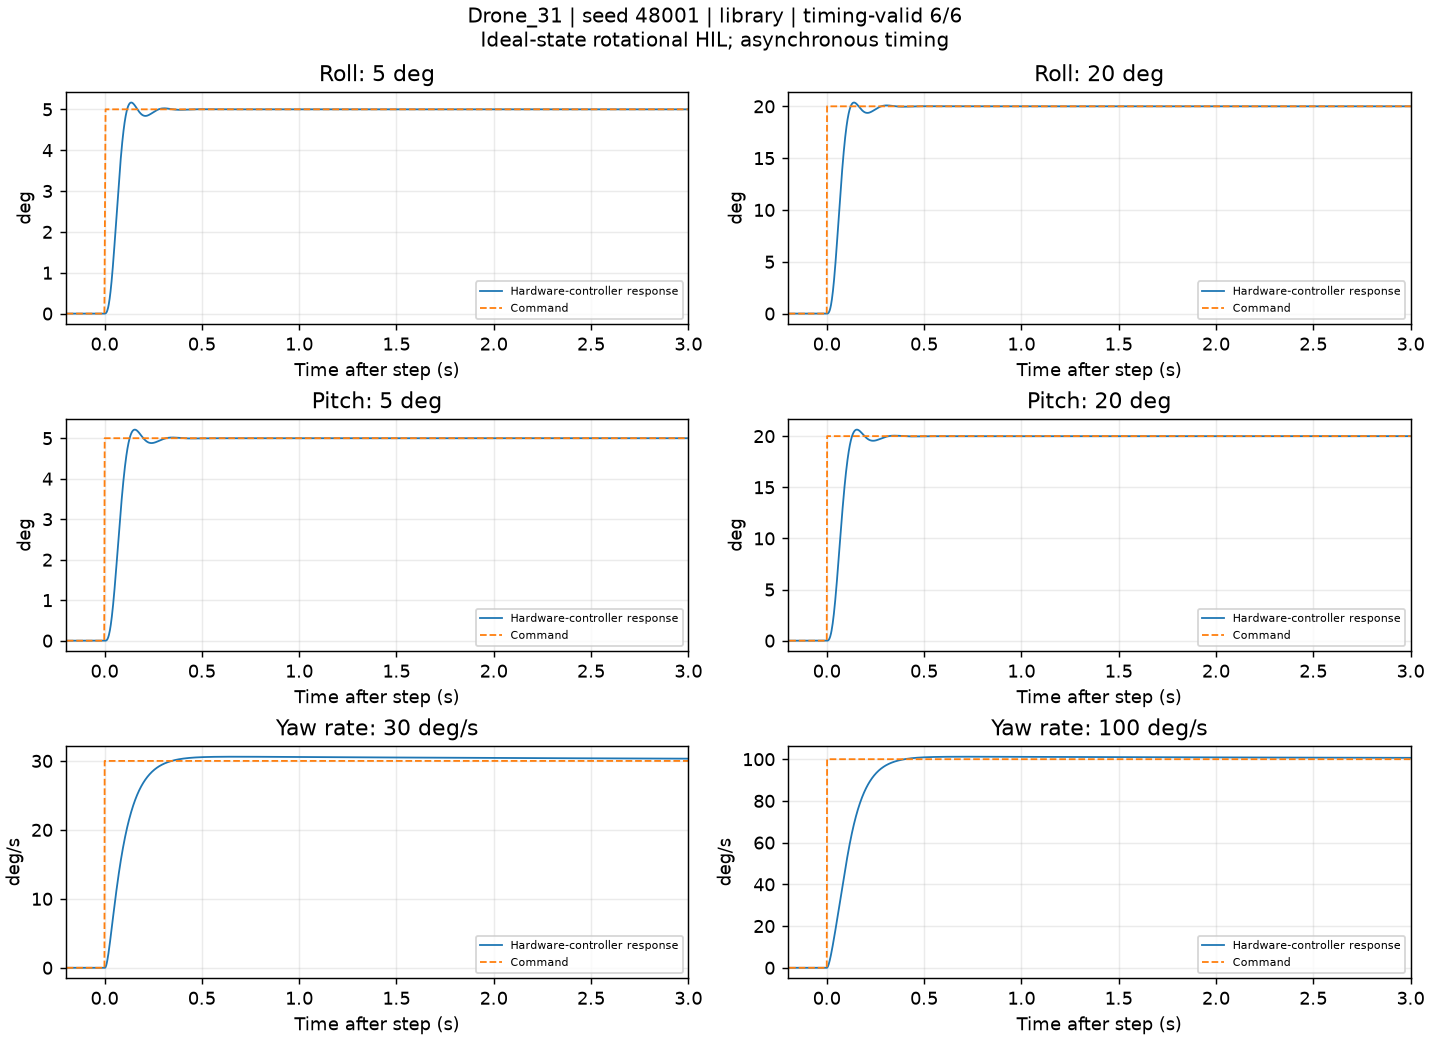 Drone_31 | seed 48001 | library | timing-valid 6/6
Ideal-state rotational HIL; asynchronous timing
Roll: 5 deg
5
4
3
2
1
0
deg
Hardware-controller response
Command
0.0 0.5 1.0 1.5 2.0 2.5 3.0
Time after step (s)
Roll: 20 deg
20
15
10
5
0
deg
Hardware-controller response
Command
0.0 0.5 1.0 1.5 2.0 2.5 3.0
Time after step (s)
Pitch: 5 deg
5
4
3
2
1
0
deg
Hardware-controller response
Command
0.0 0.5 1.0 1.5 2.0 2.5 3.0
Time after step (s)
Pitch: 20 deg
20
15
10
5
0
deg
Hardware-controller response
Command
0.0 0.5 1.0 1.5 2.0 2.5 3.0
Time after step (s)
Yaw rate: 30 deg/s
30
20
10
0
deg/s
Hardware-controller response
Command
0.0 0.5 1.0 1.5 2.0 2.5 3.0
Time after step (s)
Yaw rate: 100 deg/s
100
80
60
40
20
0
deg/s
Hardware-controller response
Command
0.0 0.5 1.0 1.5 2.0 2.5 3.0
Time after step (s)